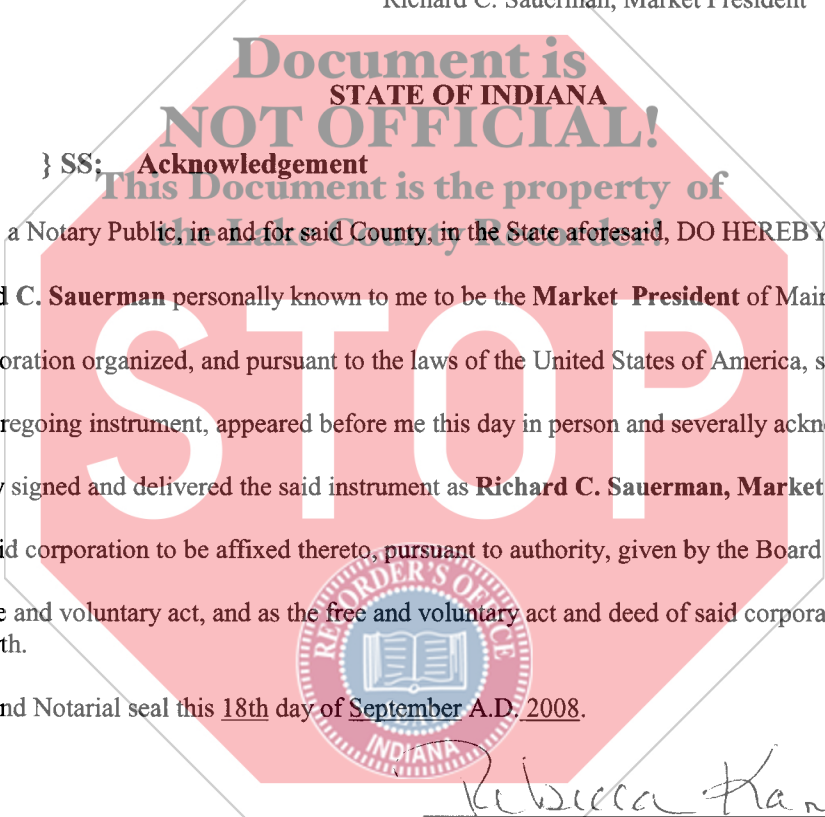 Richard C. Sauerman, Market President
Document is
STATE OF INDIANA
NOT OFFICIAL!
} SS: Acknowledgement
This Document is the property of
the Lake County Recorder!
a Notary Public, in and for said County, in the State aforesaid, DO HEREBY
d C. Sauerman personally known to me to be the Market President of Main
oration organized, and pursuant to the laws of the United States of America, s
STOP
regoing instrument, appeared before me this day in person and severally ackn
y signed and delivered the said instrument as Richard C. Sauerman, Market
id corporation to be affixed thereto, pursuant to authority, given by the Board
RECORDER'S OFFICE
e and voluntary act, and as the free and voluntary act and deed of said corpora
th.
nd Notarial seal this 18th day of September A.D. 2008.
INDIANA
Rebecca Kar